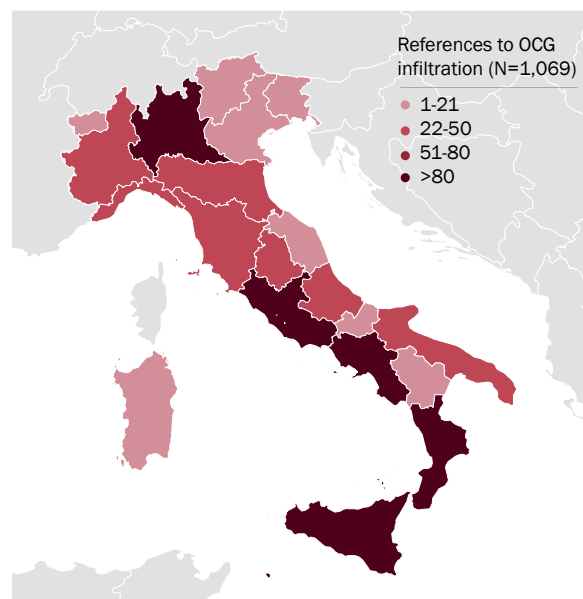 References to OCG
infiltration (N=1,069)
1-21
22-50
51-80
>80